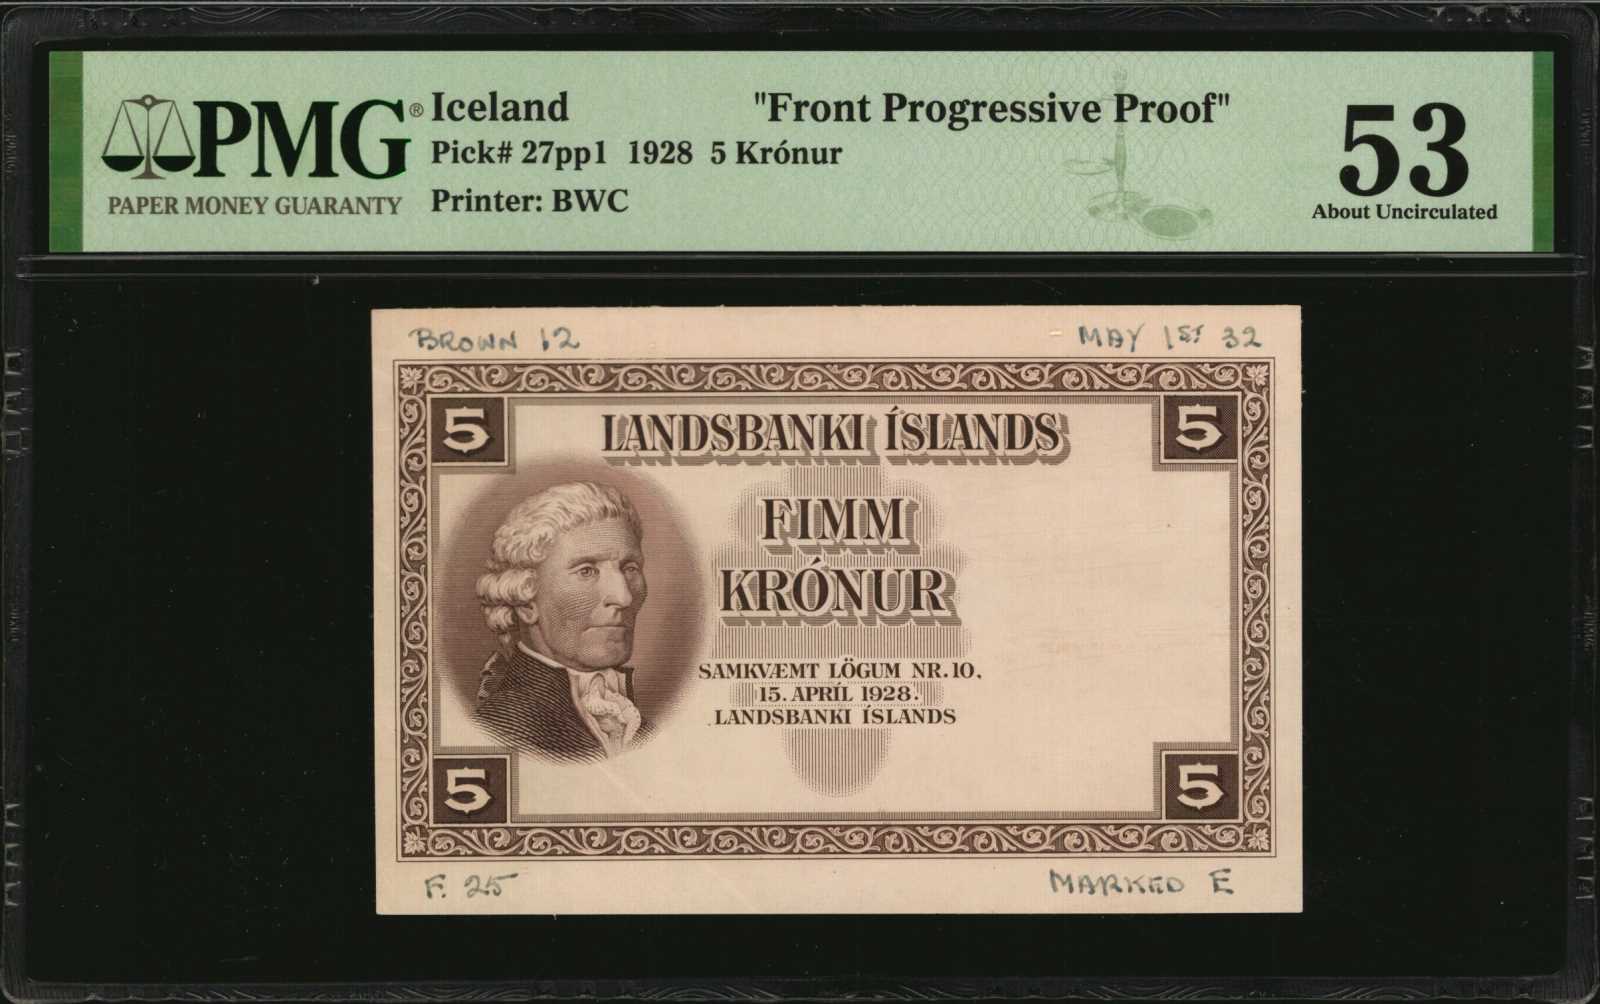 PMG®
PAPER MONEY GUARANTY
Iceland "Front Progressive Proof"
Pick# 27pp1 1928 5 Krónur
Printer: BWC
53
About Uncirculated
BROWN 12
MAY 1ST 32
5
5
LANDSBANKI ÍSLANDS
FIMM
KRÓNUR
SAMKVÆMT LÖGUM NR. 10,
15. APRÍL 1928.
LANDSBANKI ÍSLANDS
5
5
F. 25
MARKED E